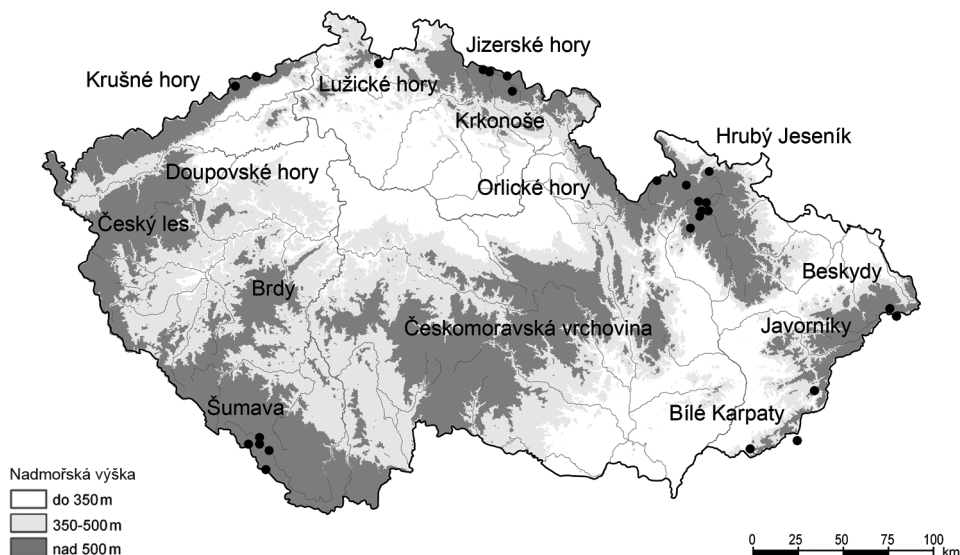 Jizerské hory
Krušné hory
Lužické hory
Krkonoše
Hrubý Jeseník
Doupovské hory
Orlické hory
Český les
Beskydy
Brdy
Českomoravská vrchovina
Javorníky
Šumava
Bílé Karpaty
Nadmořská výška
do 350 m
350-500 m
nad 500 m
0 25 50 75 100
km